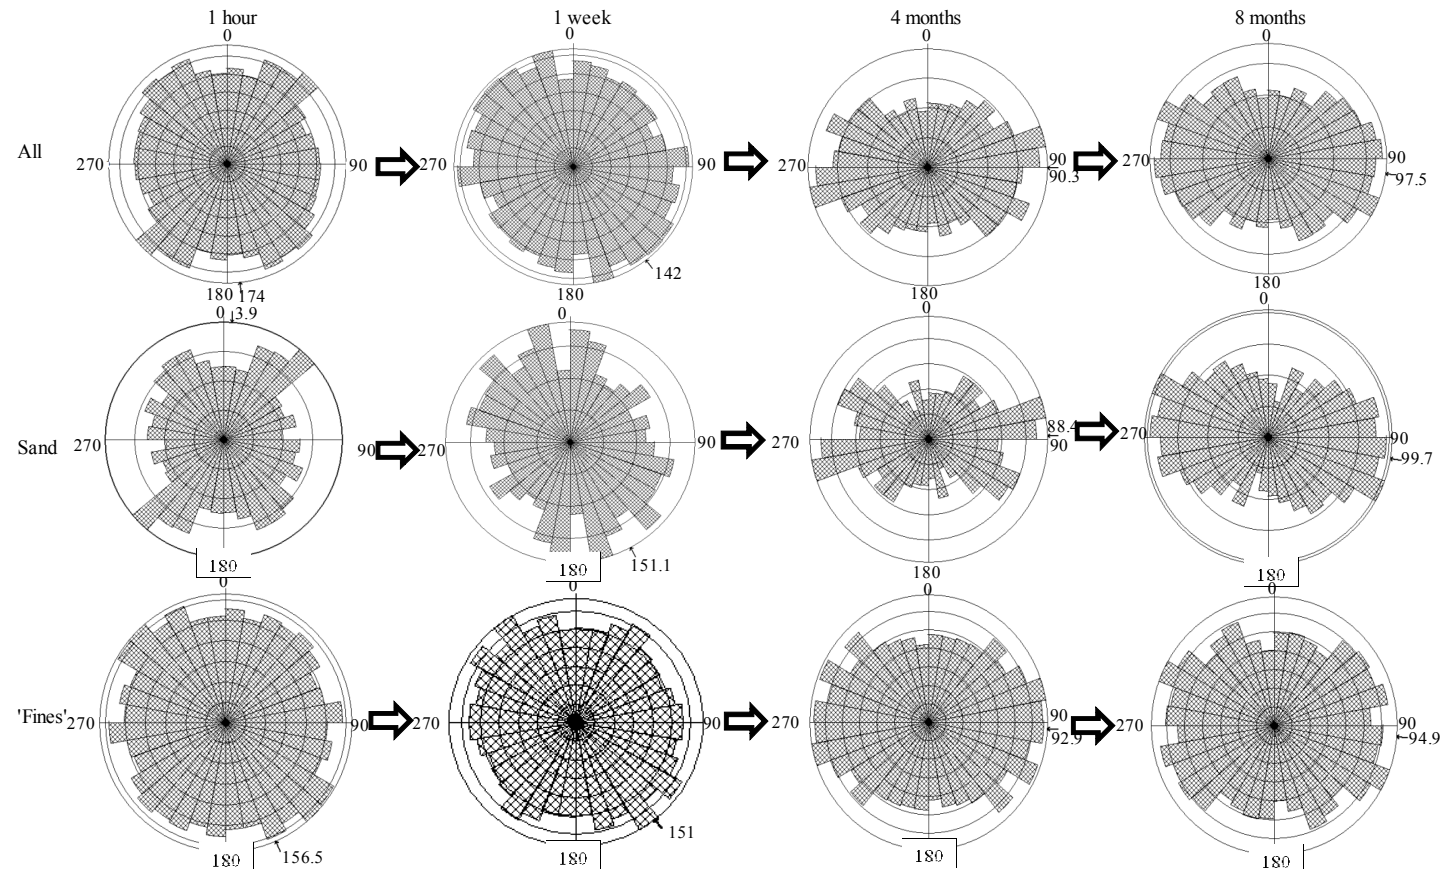 1 hour 1 week 4 months 8 months
0 0 0 0
All 270 90 270 90 270 90 270 90
90.3 97.5
174 142
180 180 180 180
0 3.9 0 0 0
Sand 270 90 270 90 270 88.4 270 90
90 99.7
151.1
180 180 180 180
0 0 0 0
'Fines' 270 90 270 90 270 90 270 90
92.9 94.9
156.5 151
180 180 180 180